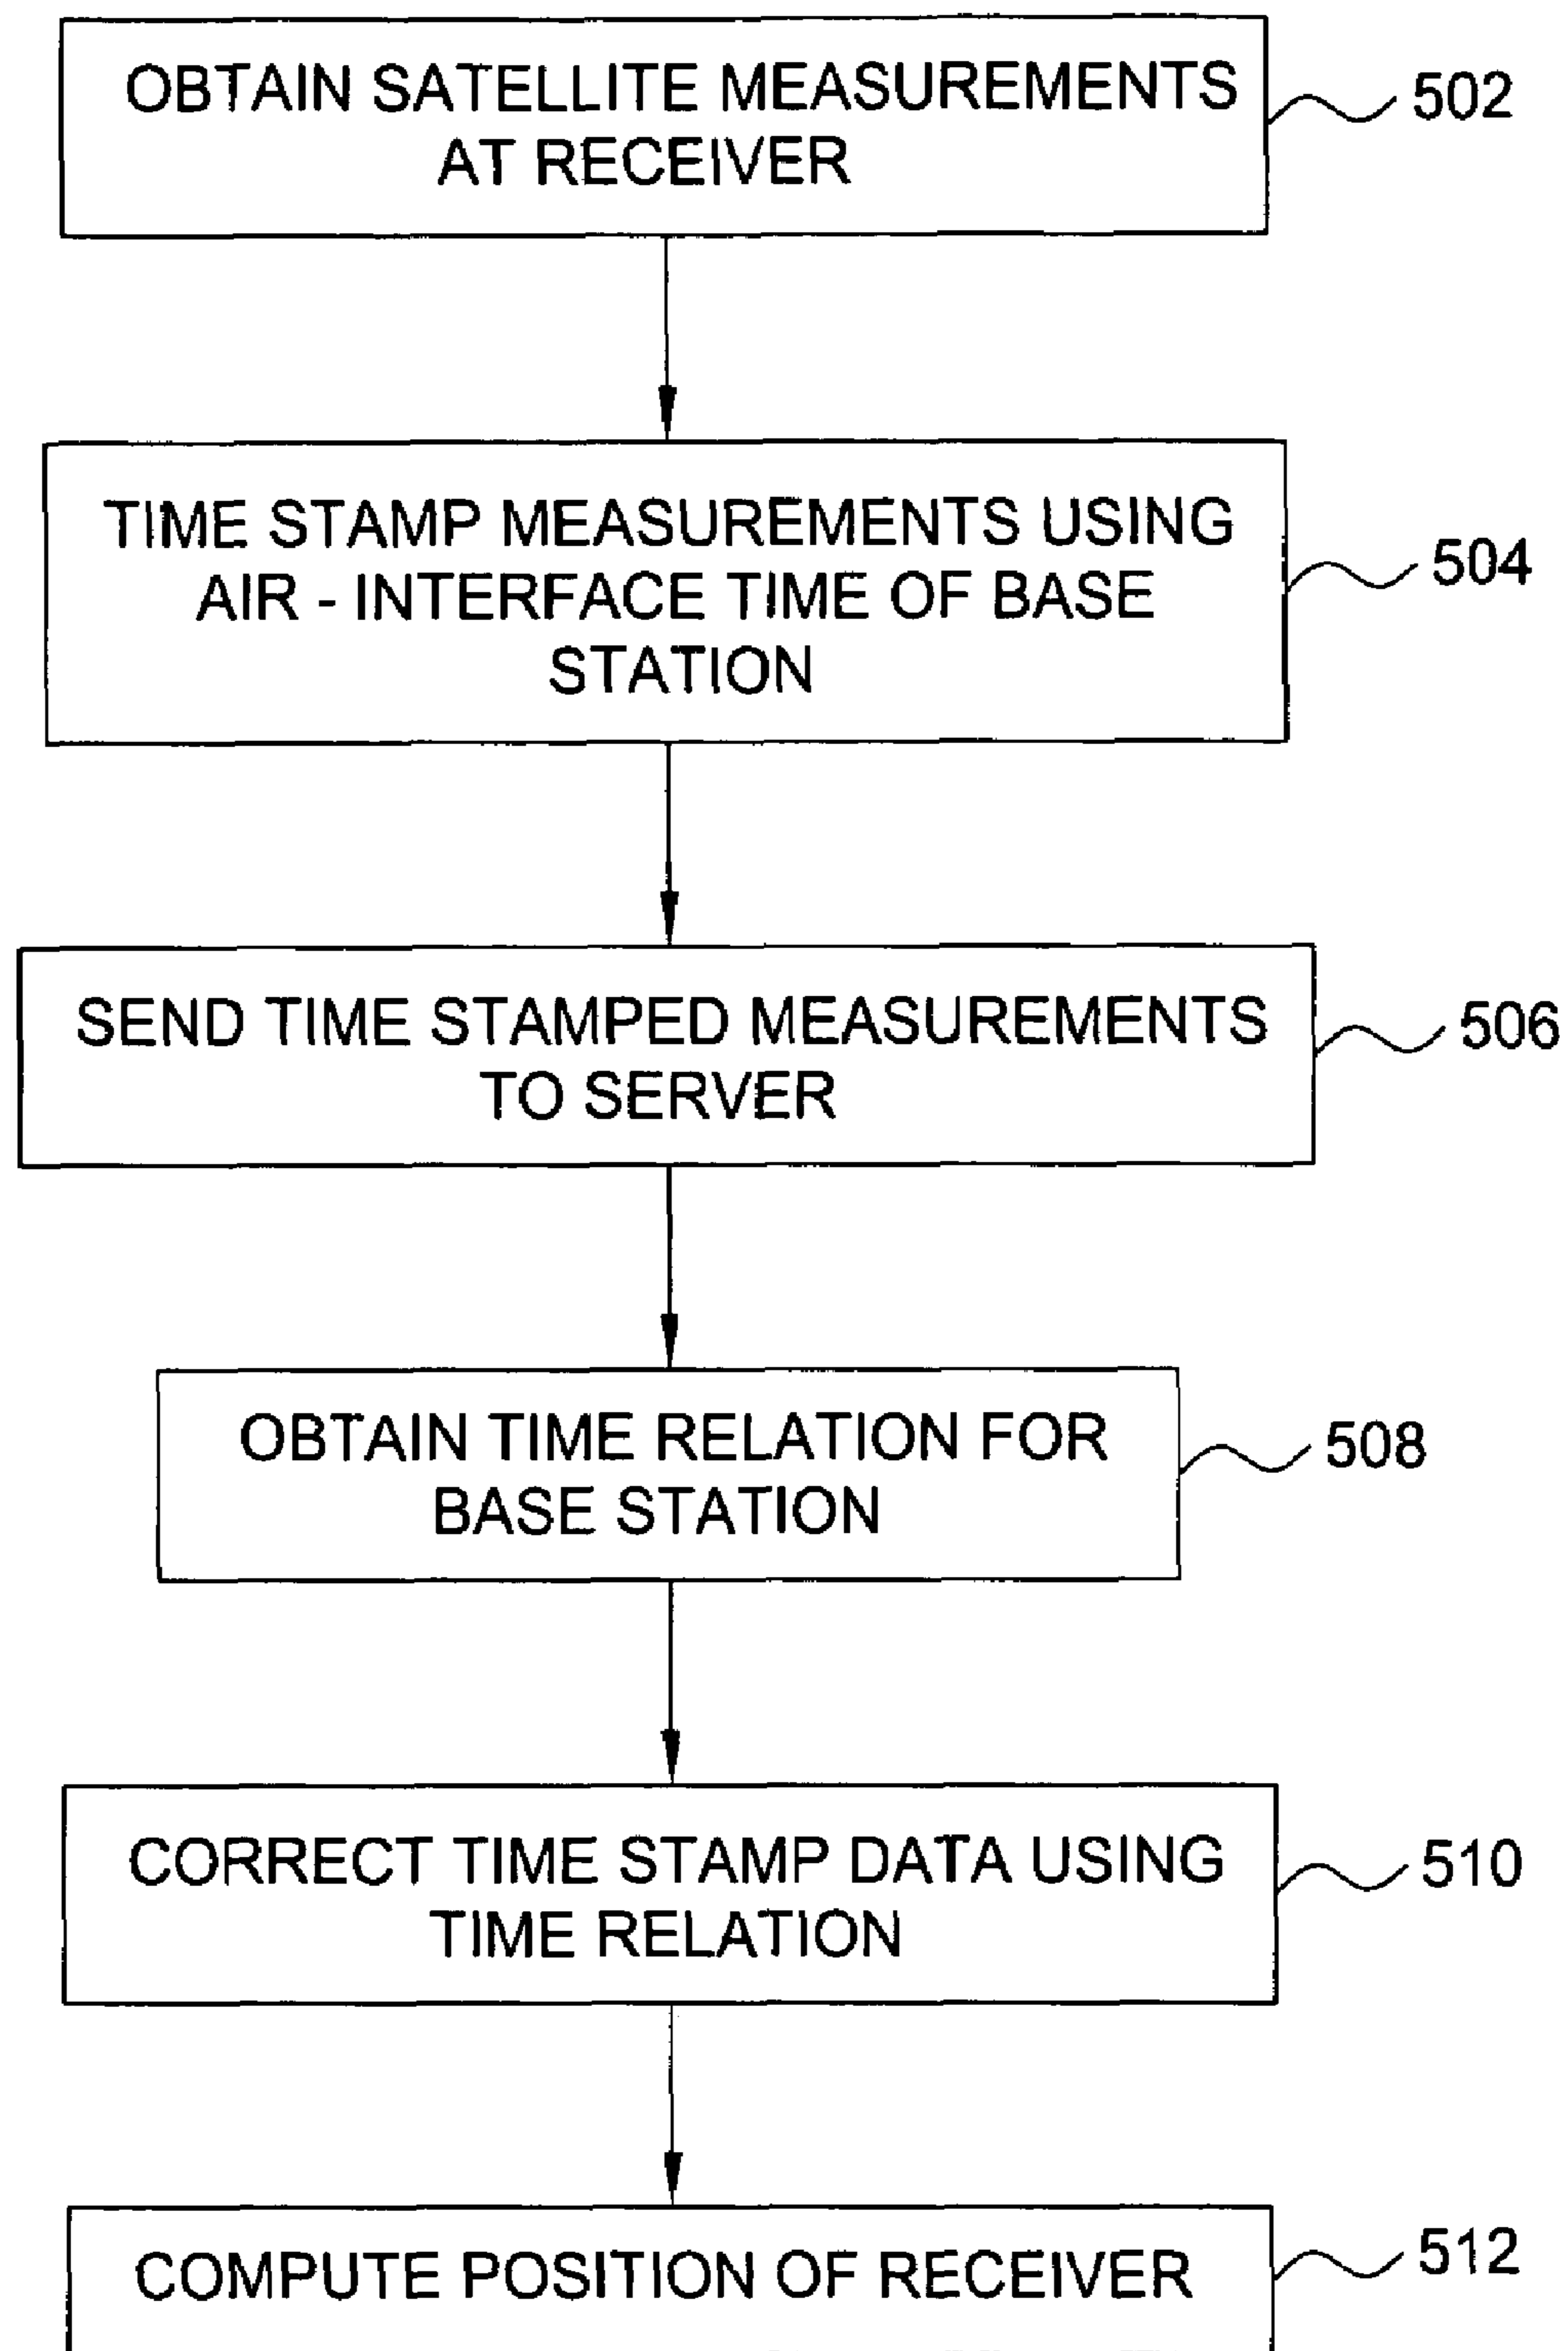 OBTAIN SATELLITE MEASUREMENTS
AT RECEIVER
502
TIME STAMP MEASUREMENTS USING
AIR - INTERFACE TIME OF BASE
STATION
504
SEND TIME STAMPED MEASUREMENTS
TO SERVER
506
OBTAIN TIME RELATION FOR
BASE STATION
508
CORRECT TIME STAMP DATA USING
TIME RELATION
510
COMPUTE POSITION OF RECEIVER
512